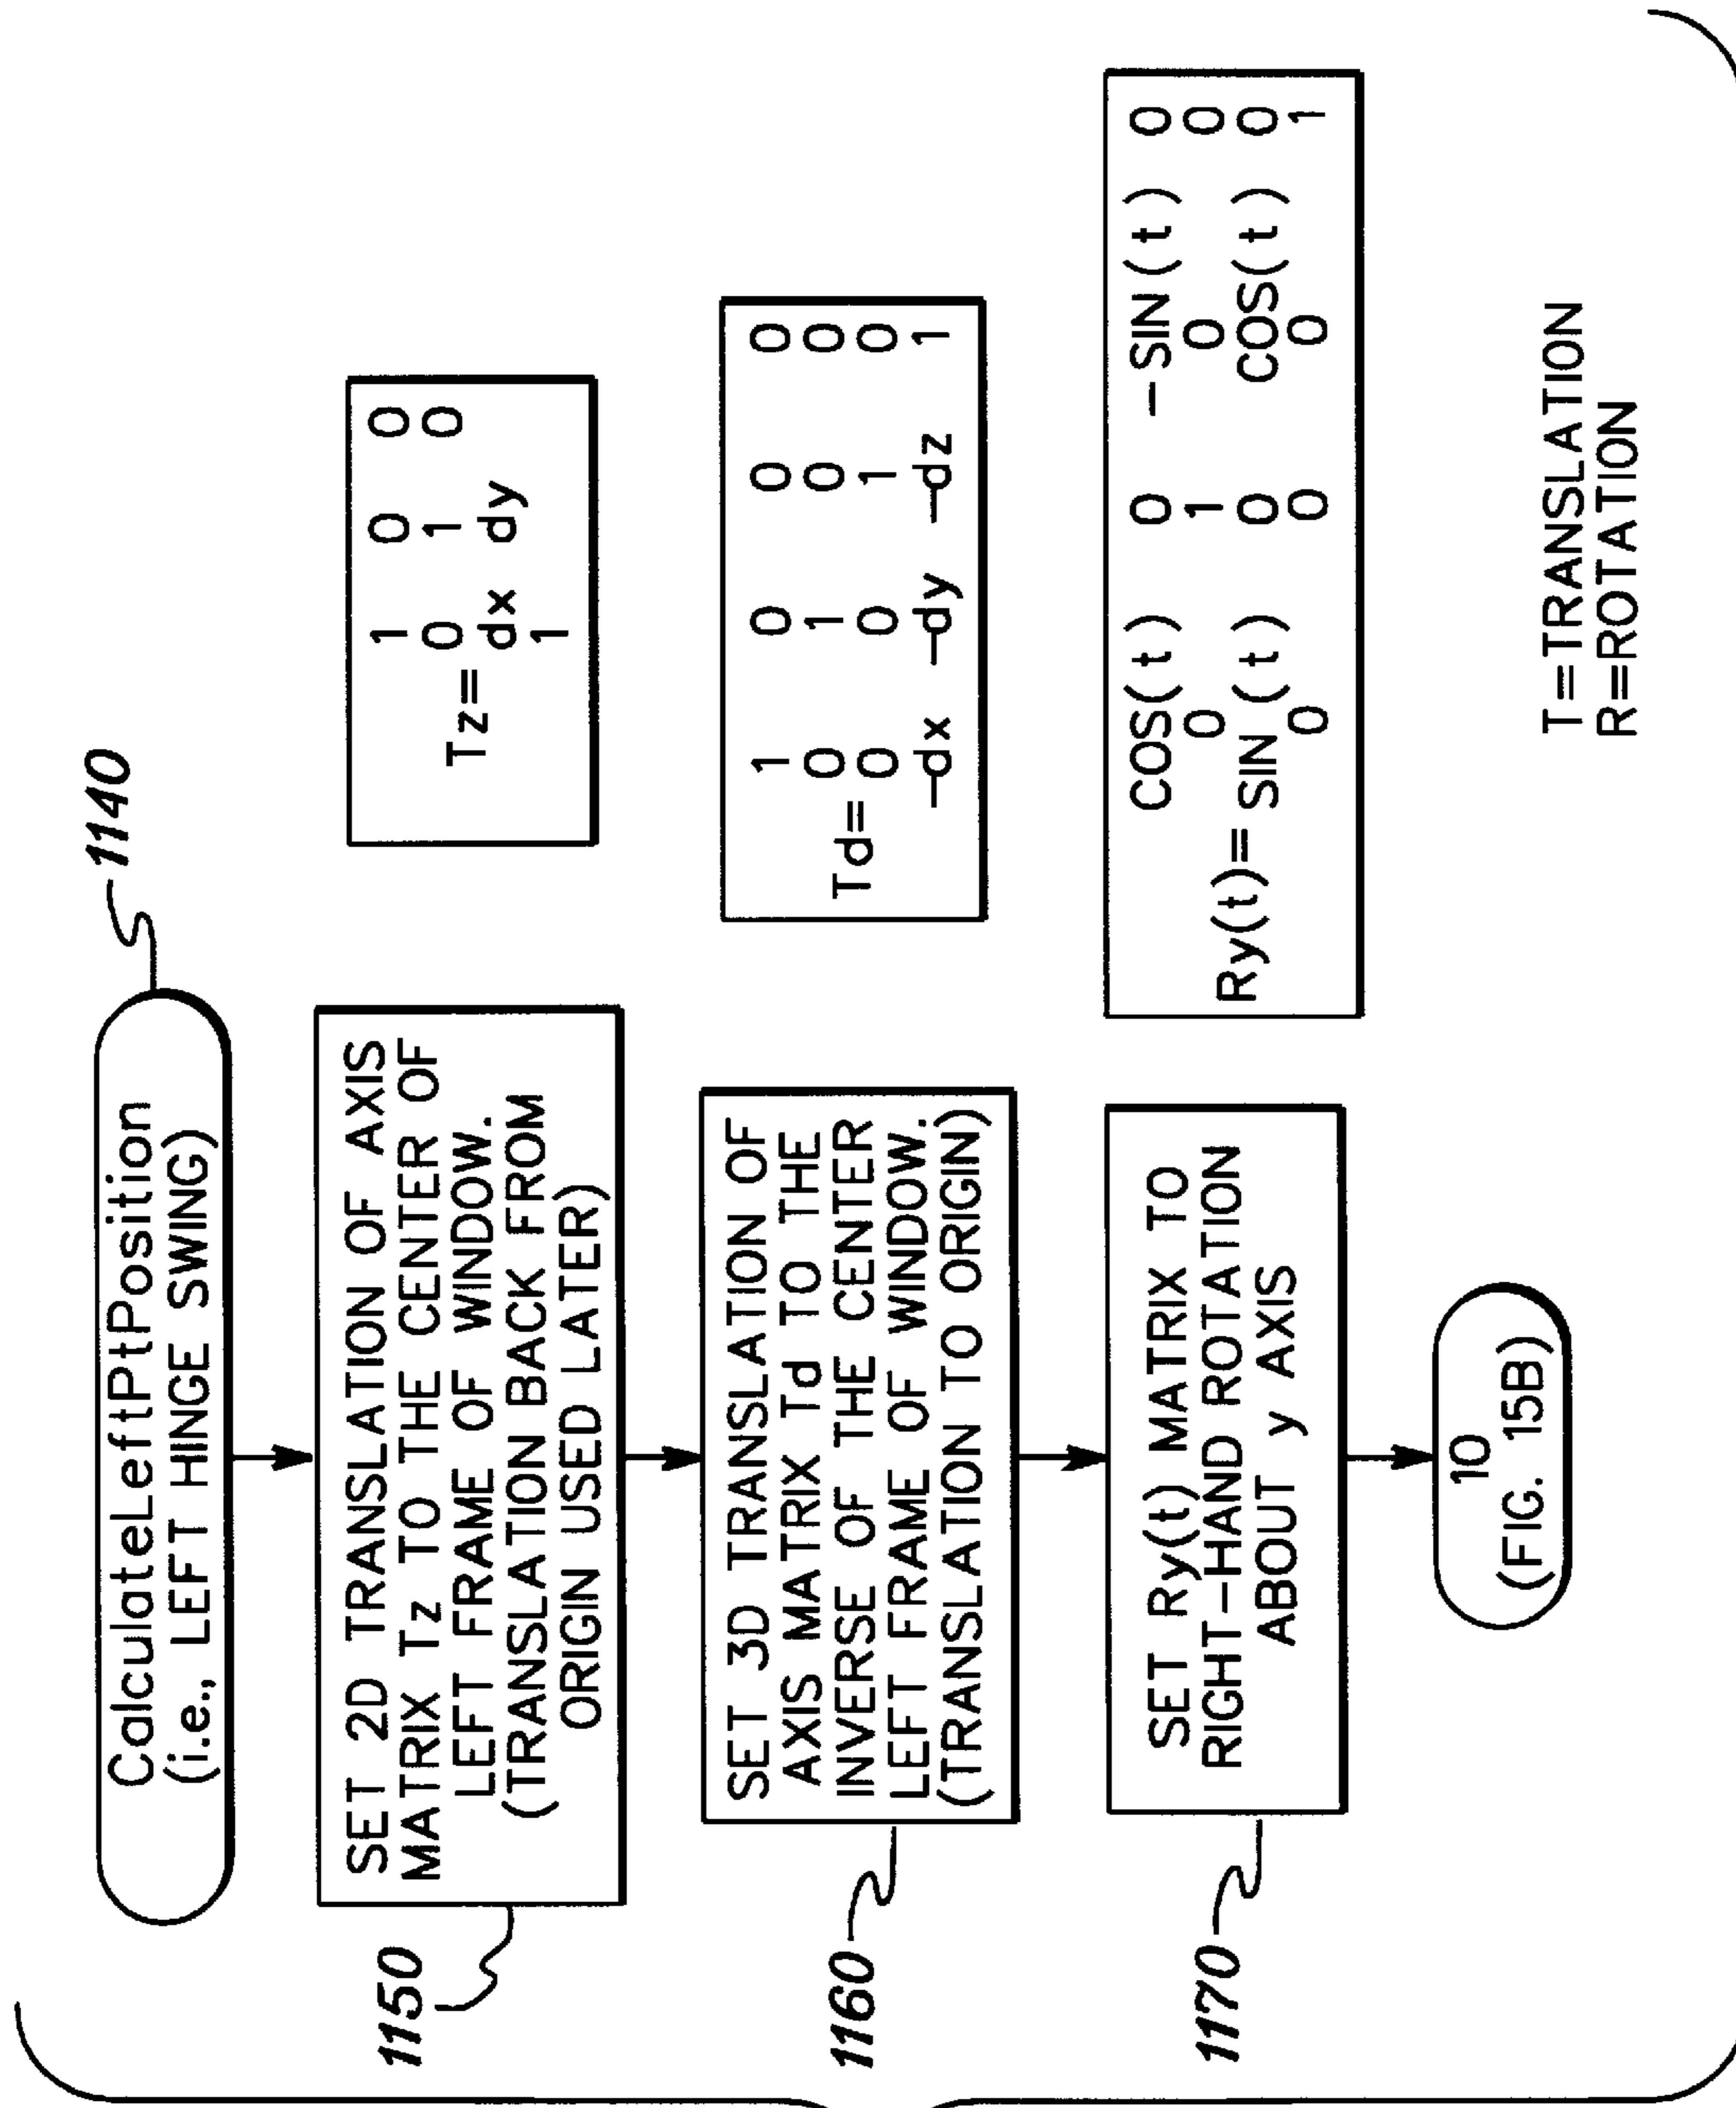 1140
CalculateLeftPtPosition
(i.e., LEFT HINGE SWING)
1150
SET 2D TRANSLATION OF AXIS
MATRIX Tz TO THE CENTER OF
LEFT FRAME OF WINDOW.
(TRANSLATION BACK FROM
ORIGIN USED LATER)
1 0 0
0 1 0
Tz= dx dy
1
1160
SET 3D TRANSLATION OF
AXIS MATRIX Td TO THE
INVERSE OF THE CENTER
LEFT FRAME OF WINDOW.
(TRANSLATION TO ORIGIN)
1 0 0 0
0 1 0 0
Td= 0 0 1 0
-dx -dy -dz 1
1170
SET Ry(t) MATRIX TO
RIGHT-HAND ROTATION
ABOUT y AXIS
COS(t) 0 -SIN(t) 0
0 1 0 0
Ry(t)= SIN (t) 0 COS(t) 0
0 0 0 1
10
(FIG. 15B)
T=TRANSLATION
R=ROTATION